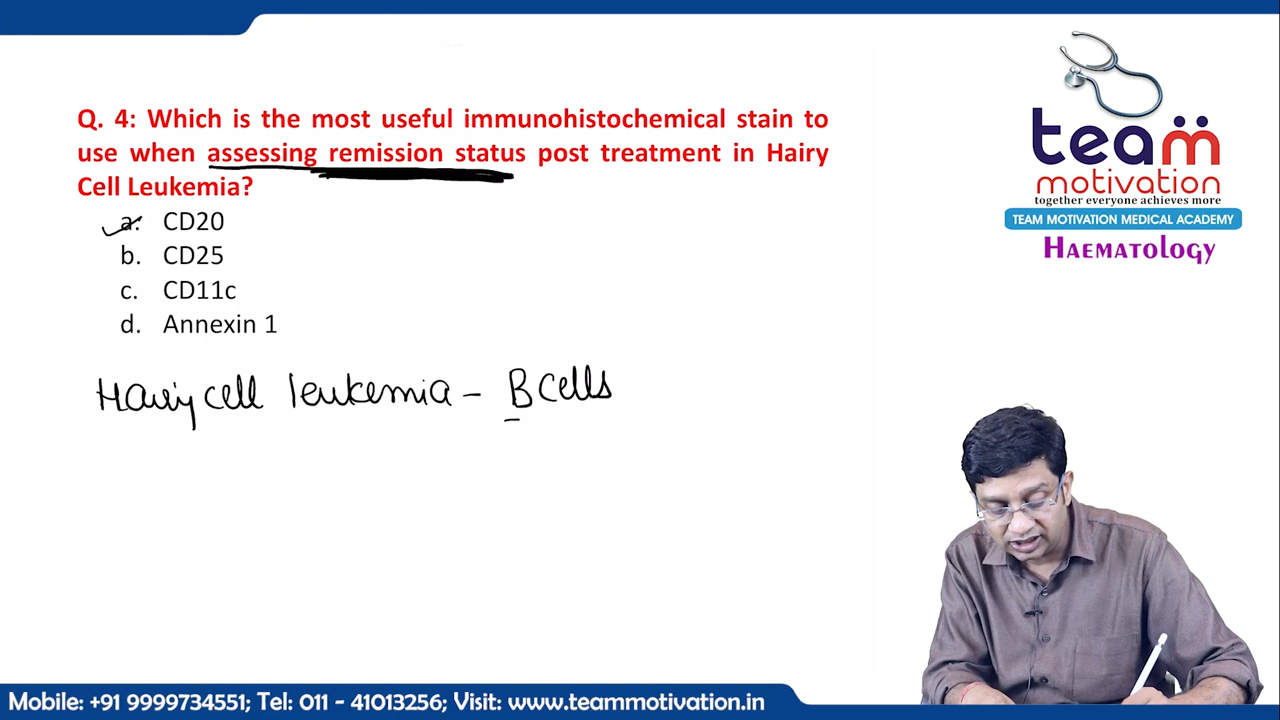 Q. 4: Which is the most useful immunohistochemical stain to
use when assessing remission status post treatment in Hairy
Cell Leukemia?
a. CD20
b. CD25
c. CD11c
d. Annexin 1
Hairy cell leukemia - B cells
team
motivation
together everyone achieves more
TEAM MOTIVATION MEDICAL ACADEMY
HAEMATOLOGY
Mobile: +91 9999734551; Tel: 011 - 41013256; Visit: www.teammotivation.in